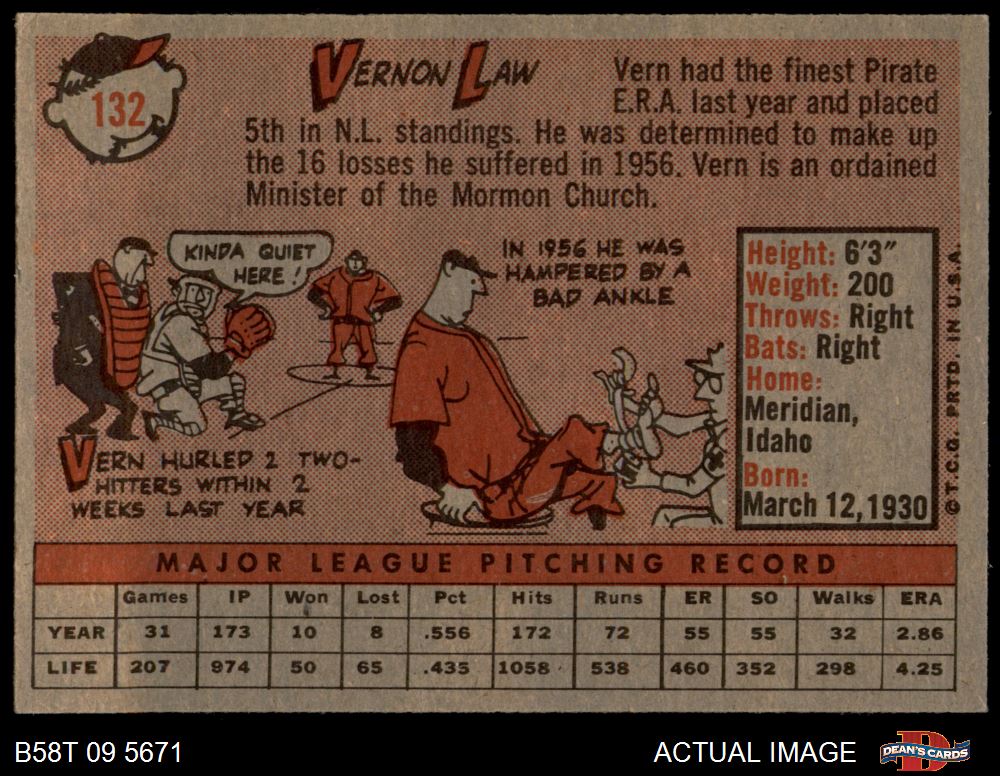 132
VERNON LAW
Vern had the finest Pirate
E.R.A. last year and placed
5th in N.L. standings. He was determined to make up
the 16 losses he suffered in 1956. Vern is an ordained
Minister of the Mormon Church.
KINDA QUIET
HERE!
IN 1956 HE WAS
HAMPERED BY A
BAD ANKLE
VERN HURLED 2 TWO-
HITTERS WITHIN 2
WEEKS LAST YEAR
Height: 6'3"
Weight: 200
Throws: Right
Bats: Right
Home:
Meridian,
Idaho
Born:
March 12, 1930
© T.C.G. PRTD. IN U.S.A.
MAJOR LEAGUE PITCHING RECORD
Games IP Won Lost Pct Hits Runs ER SO Walks ERA
YEAR 31 173 10 8 .556 172 72 55 55 32 2.86
LIFE 207 974 50 65 .435 1058 538 460 352 298 4.25
B58T 09 5671
ACTUAL IMAGE
DEAN'S CARDS